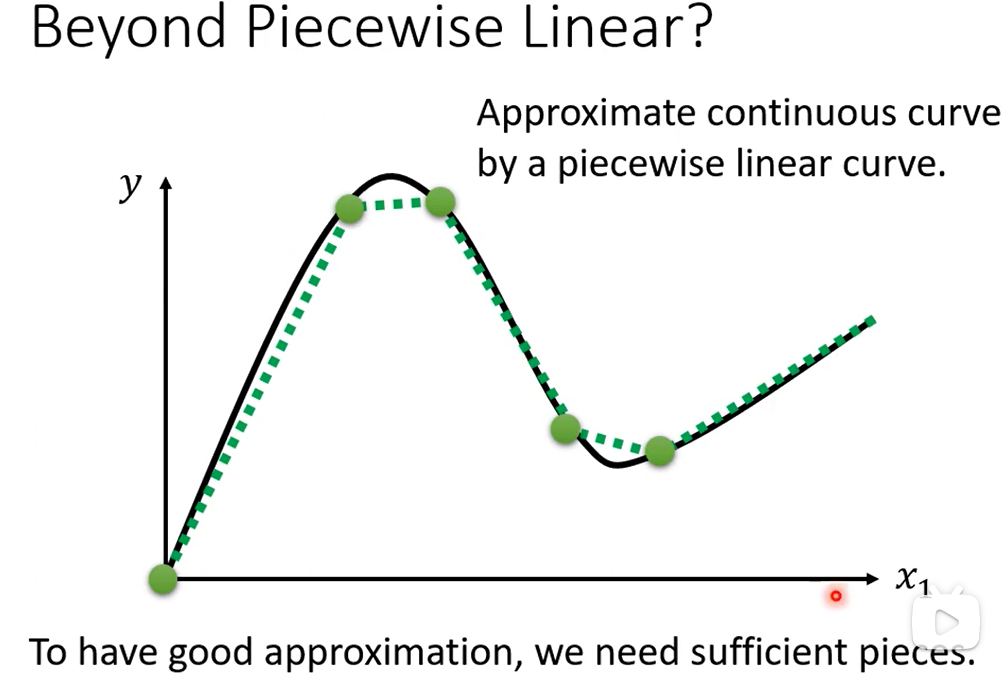 Beyond Piecewise Linear?
Approximate continuous curve
by a piecewise linear curve.
y
x₁
To have good approximation, we need sufficient pieces.